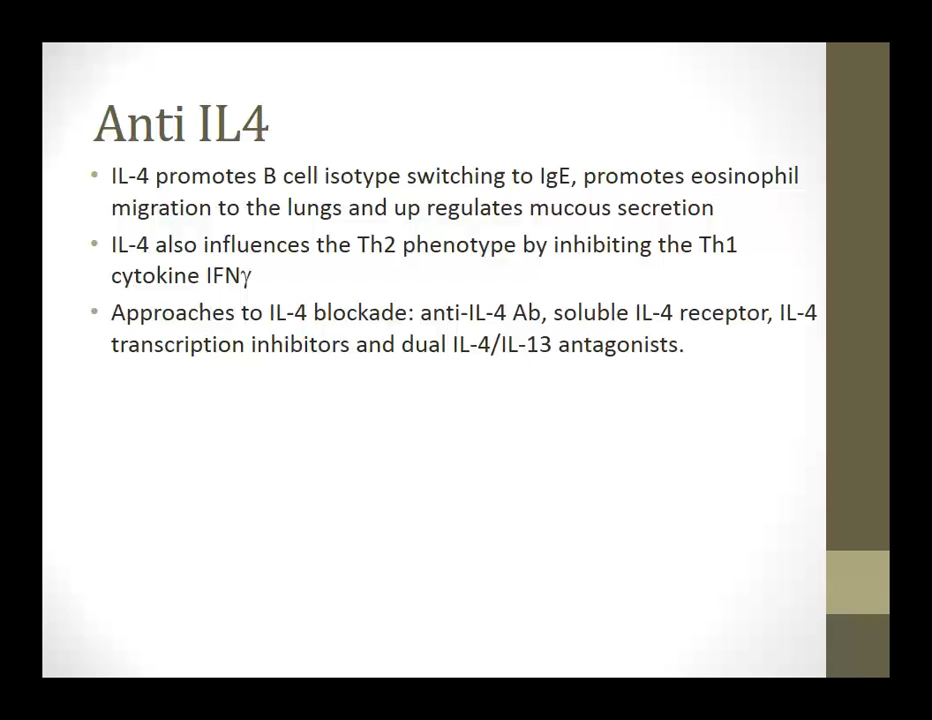 Anti IL4
• IL-4 promotes B cell isotype switching to IgE, promotes eosinophil
migration to the lungs and up regulates mucous secretion
• IL-4 also influences the Th2 phenotype by inhibiting the Th1
cytokine IFNγ
• Approaches to IL-4 blockade: anti-IL-4 Ab, soluble IL-4 receptor, IL-4
transcription inhibitors and dual IL-4/IL-13 antagonists.